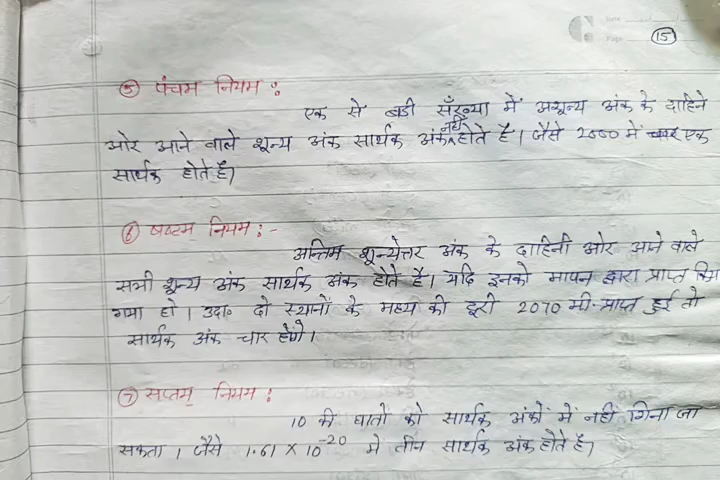 15
⑤ पंचम नियम :
एक से बडी सँख्या में अशून्य अंक के दाहिने
ओर आने वाले शून्य अंक सार्थक अंक नही होते है। जैसे 2000 में एक
सार्थक होते है।
⑥ षष्टम नियम :-
अन्तिम शून्येत्तर अंक के दाहिनी ओर आने वाले
सभी शून्य अंक सार्थक अंक होते है। यदि इनको मापन द्वारा प्राप्त किया
गया हो। उदा० दो स्थानों के मध्य की दूरी 2070 मी. प्राप्त हुई तो
सार्थक अंक चार होंगे।
⑦ सप्तम् नियम :
10 की घातों को सार्थक अंकों में नही गिना जा
सकता। जैसे 1.61 × 10⁻²⁰ मे तीन सार्थक अंक होते है।